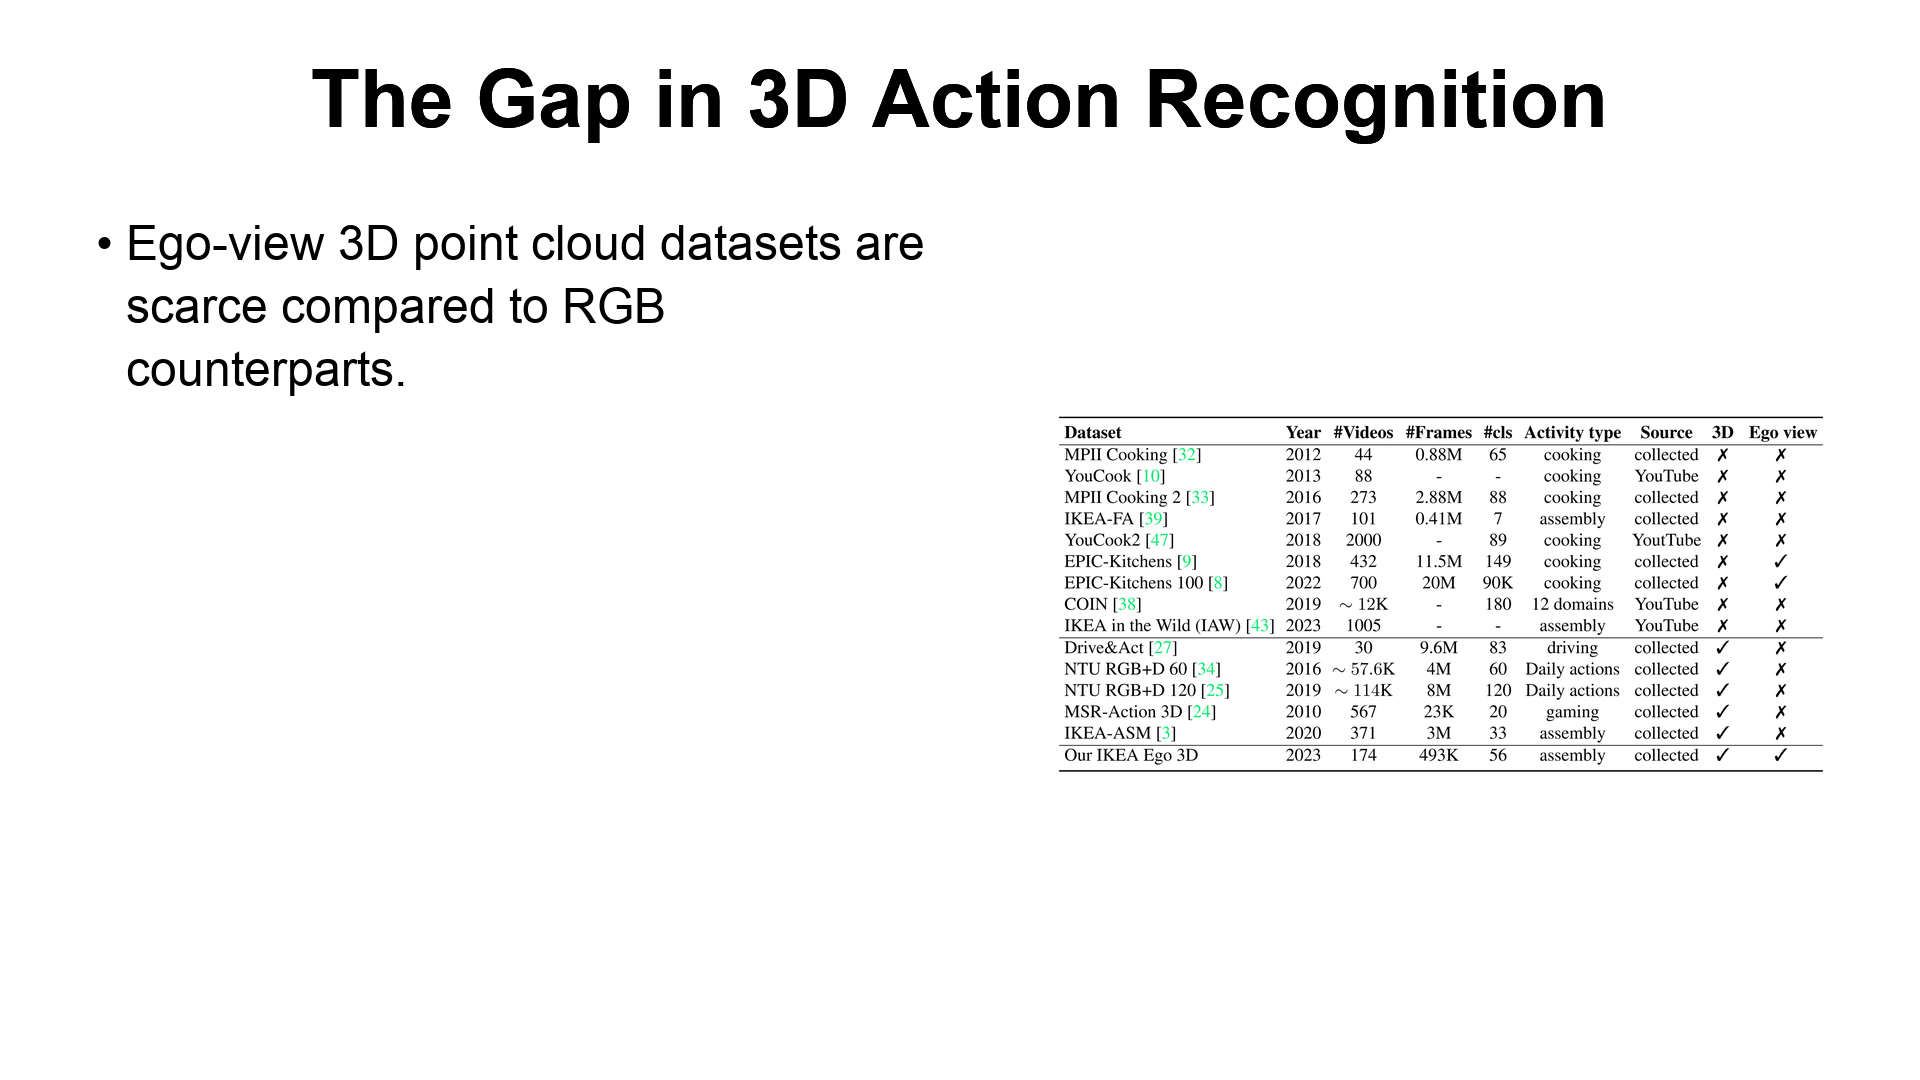 The Gap in 3D Action Recognition
• Ego-view 3D point cloud datasets are
scarce compared to RGB
counterparts.
Dataset Year #Videos #Frames #cls Activity type Source 3D Ego view
MPII Cooking [32] 2012 44 0.88M 65 cooking collected ✗ ✗
YouCook [10] 2013 88 - - cooking YouTube ✗ ✗
MPII Cooking 2 [33] 2016 273 2.88M 88 cooking collected ✗ ✗
IKEA-FA [39] 2017 101 0.41M 7 assembly collected ✗ ✗
YouCook2 [47] 2018 2000 - 89 cooking YoutTube ✗ ✗
EPIC-Kitchens [9] 2018 432 11.5M 149 cooking collected ✗ ✓
EPIC-Kitchens 100 [8] 2022 700 20M 90K cooking collected ✗ ✓
COIN [38] 2019 ∼ 12K - 180 12 domains YouTube ✗ ✗
IKEA in the Wild (IAW) [43] 2023 1005 - - assembly YouTube ✗ ✗
Drive&Act [27] 2019 30 9.6M 83 driving collected ✓ ✗
NTU RGB+D 60 [34] 2016 ∼ 57.6K 4M 60 Daily actions collected ✓ ✗
NTU RGB+D 120 [25] 2019 ∼ 114K 8M 120 Daily actions collected ✓ ✗
MSR-Action 3D [24] 2010 567 23K 20 gaming collected ✓ ✗
IKEA-ASM [3] 2020 371 3M 33 assembly collected ✓ ✗
Our IKEA Ego 3D 2023 174 493K 56 assembly collected ✓ ✓